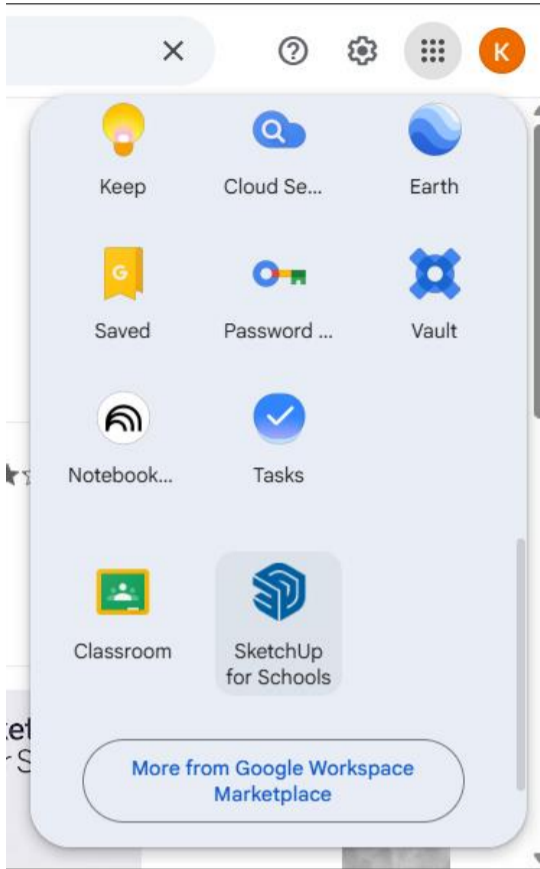 K
Keep
Cloud Se...
Earth
G
Saved
Password ...
Vault
Notebook...
Tasks
Classroom
SketchUp
for Schools
More from Google Workspace
Marketplace